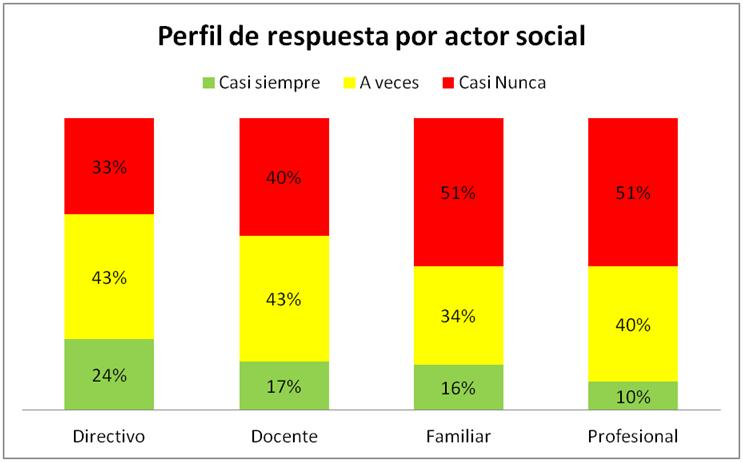 Perfil de respuesta por actor social
Casi siempre A veces Casi Nunca
33% 40% 51% 51%
43% 43% 34% 40%
24% 17% 16% 10%
Directivo Docente Familiar Profesional